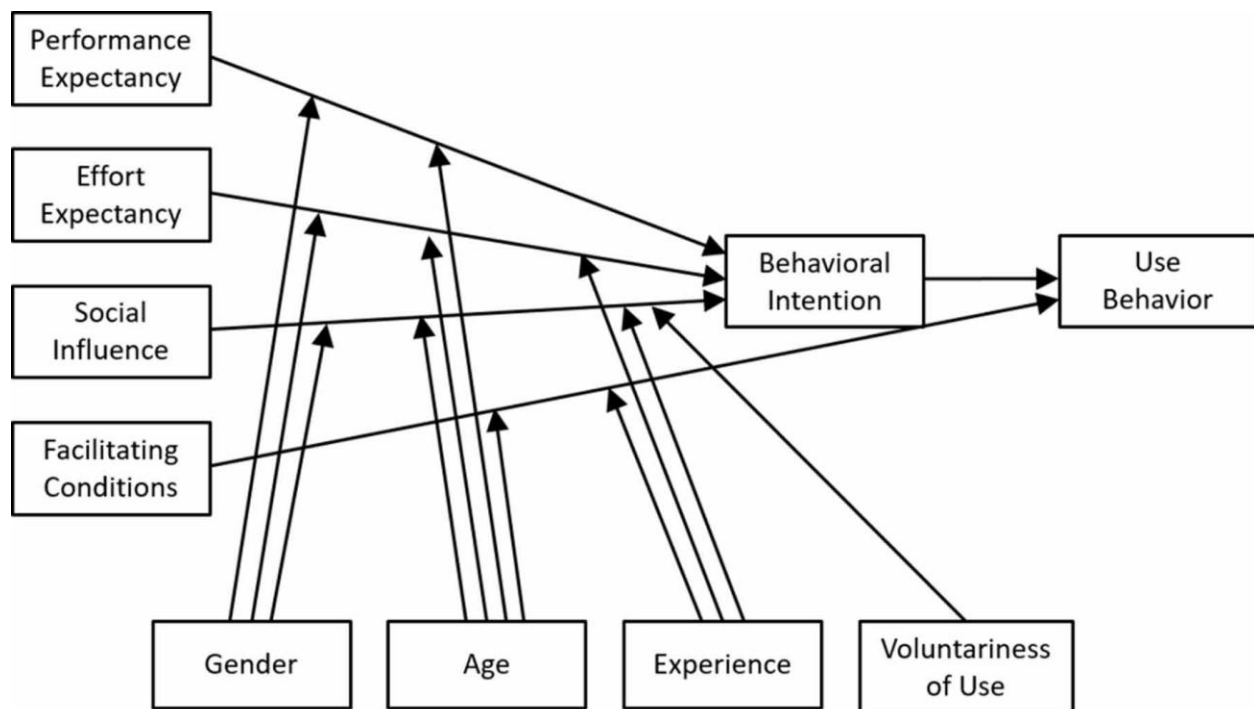 Performance
Expectancy
Effort
Expectancy
Social
Influence
Facilitating
Conditions
Behavioral
Intention
Use
Behavior
Gender
Age
Experience
Voluntariness
of Use